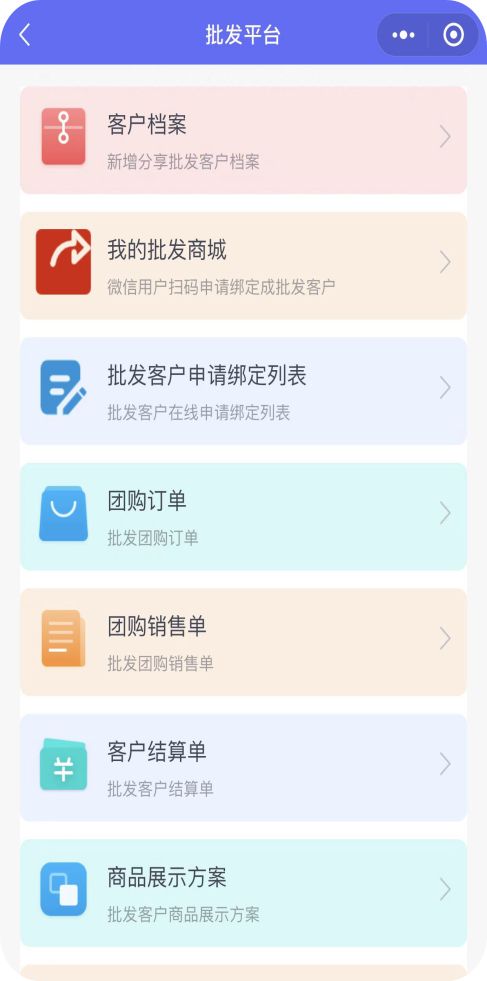 批发平台
客户档案
新增分享批发客户档案
我的批发商城
微信用户扫码申请绑定成批发客户
批发客户申请绑定列表
批发客户在线申请绑定列表
团购订单
批发团购订单
团购销售单
批发团购销售单
客户结算单
批发客户结算单
商品展示方案
批发客户商品展示方案